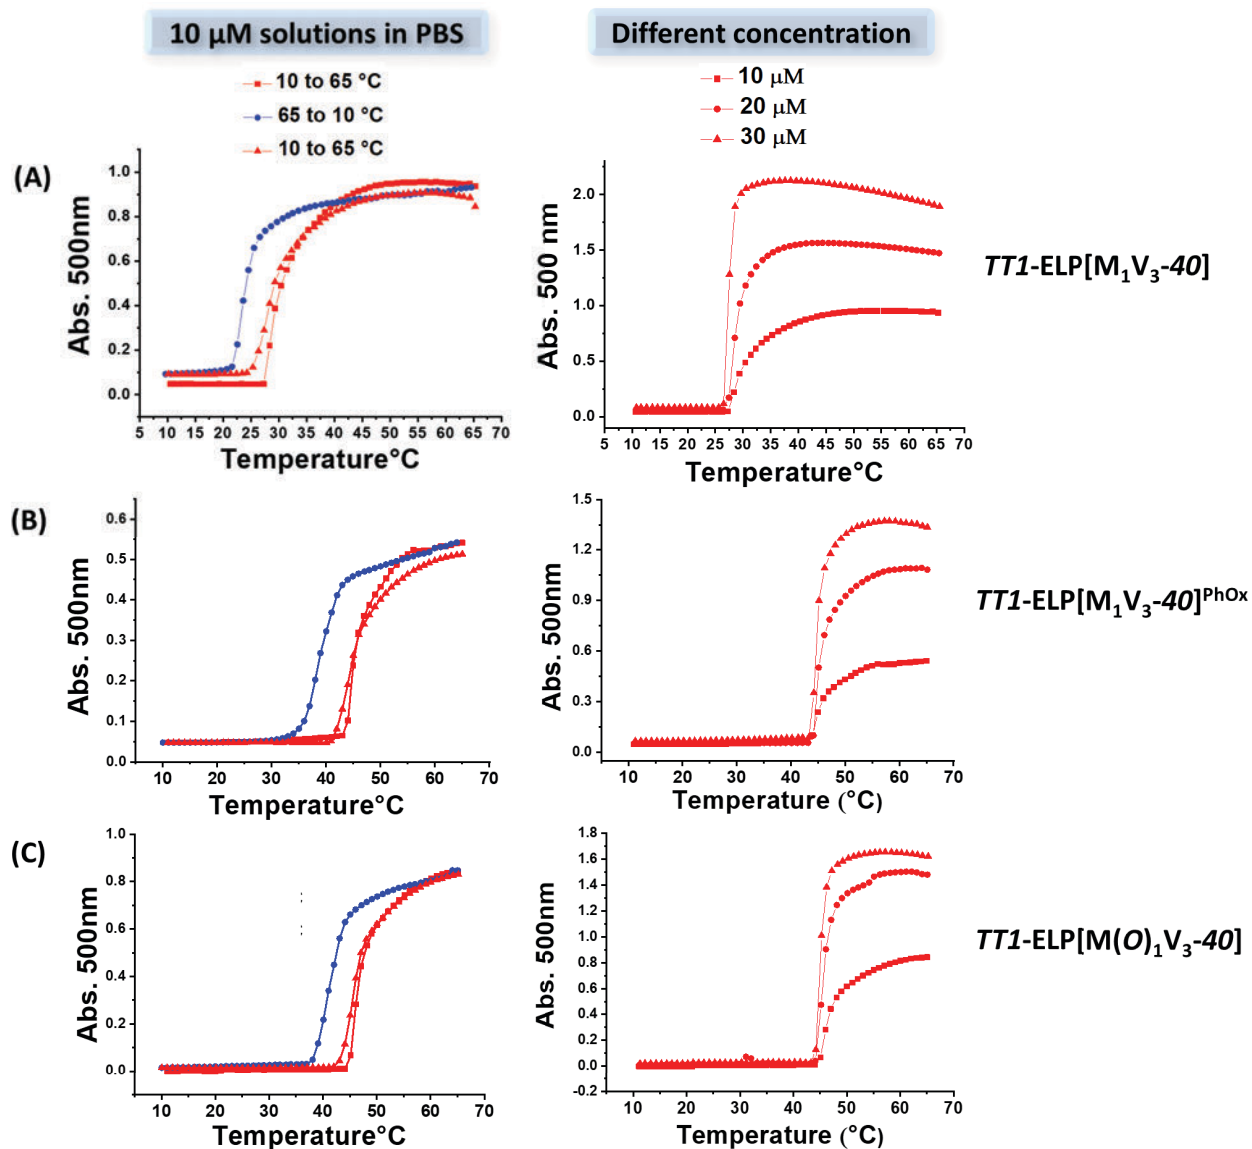 10 µM solutions in PBS
Different concentration
10 to 65 °C
65 to 10 °C
10 to 65 °C
10 µM
20 µM
30 µM
(A)
Abs. 500nm
1.0
0.8
0.6
0.4
0.2
0.0
5 10 15 20 25 30 35 40 45 50 55 60 65 70
Temperature°C
Abs. 500 nm
2.0
1.5
1.0
0.5
0.0
5 10 15 20 25 30 35 40 45 50 55 60 65 70
Temperature°C
TT1-ELP[M₁V₃-40]
(B)
Abs. 500nm
0.6
0.5
0.4
0.3
0.2
0.1
0.0
10 20 30 40 50 60 70
Temperature°C
Abs. 500nm
1.5
1.2
0.9
0.6
0.3
0.0
10 20 30 40 50 60 70
Temperature (°C)
TT1-ELP[M₁V₃-40]ᴾʰᴼˣ
(C)
Abs. 500nm
1.0
0.8
0.6
0.4
0.2
0.0
10 20 30 40 50 60 70
Temperature°C
Abs. 500nm
1.8
1.6
1.4
1.2
1.0
0.8
0.6
0.4
0.2
0.0
-0.2
10 20 30 40 50 60 70
Temperature (°C)
TT1-ELP[M(O)₁V₃-40]